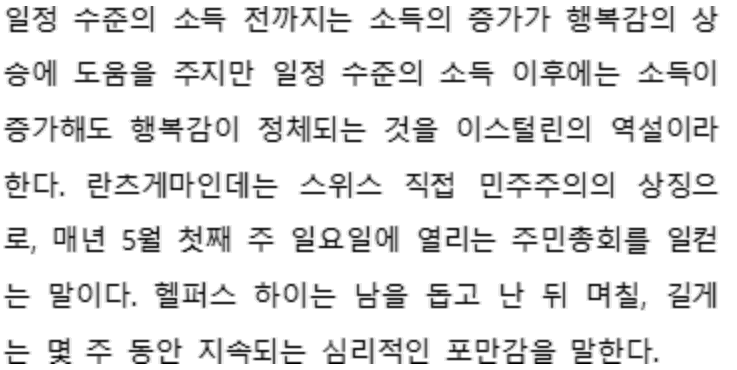 일정 수준의 소득 전까지는 소득의 증가가 행복감의 상
승에 도움을 주지만 일정 수준의 소득 이후에는 소득이
증가해도 행복감이 정체되는 것을 이스털린의 역설이라
한다. 란츠게마인데는 스위스 직접 민주주의의 상징으
로, 매년 5월 첫째 주 일요일에 열리는 주민총회를 일컫
는 말이다. 헬퍼스 하이는 남을 돕고 난 뒤 며칠, 길게
는 몇 주 동안 지속되는 심리적인 포만감을 말한다.